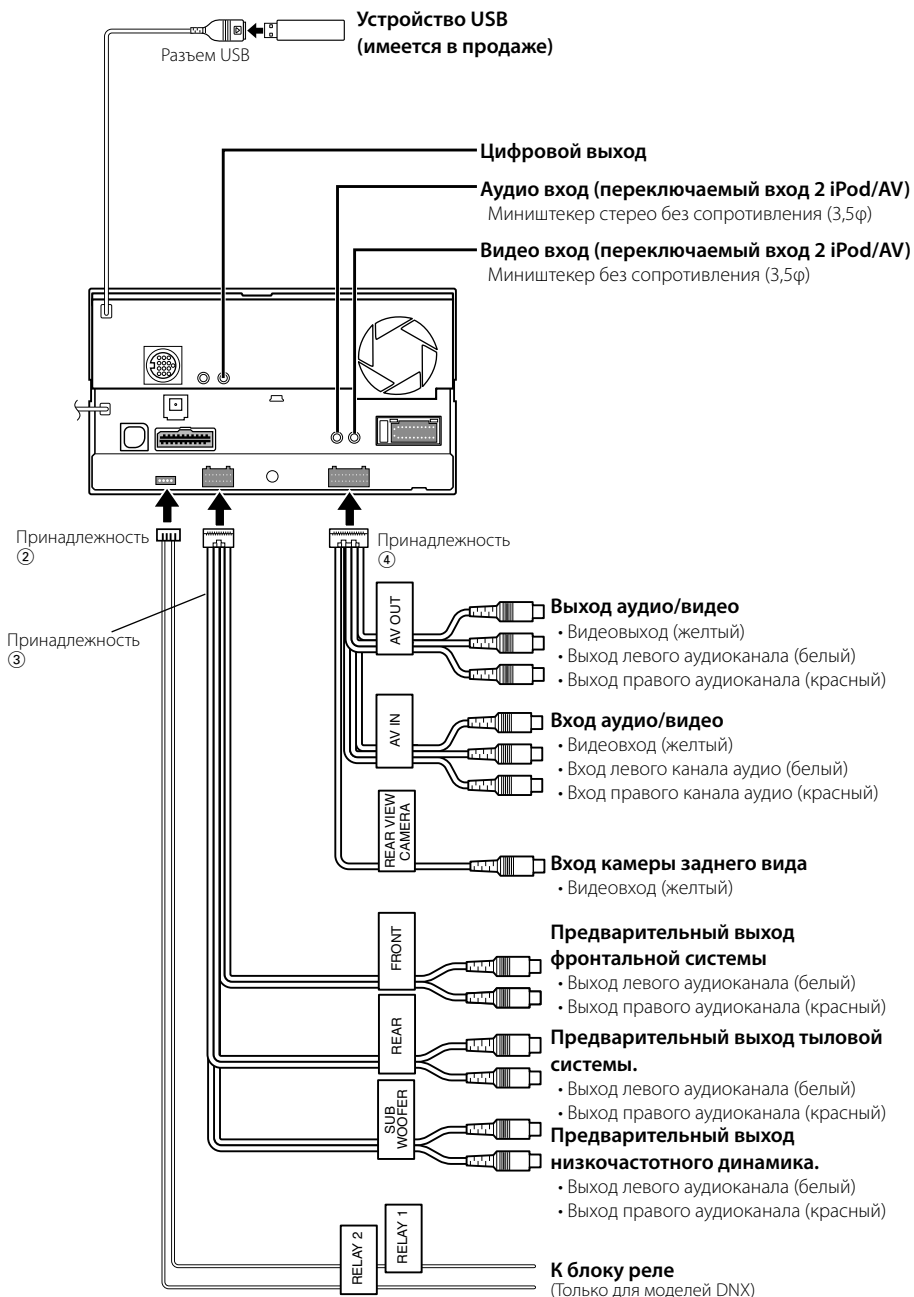 Устройство USB
(имеется в продаже)
Разъем USB
Цифровой выход
Аудио вход (переключаемый вход 2 iPod/AV)
Миништекер стерео без сопротивления (3,5φ)
Видео вход (переключаемый вход 2 iPod/AV)
Миништекер без сопротивления (3,5φ)
Принадлежность
②
Принадлежность
④
Принадлежность
③
AV OUT
Выход аудио/видео
• Видеовыход (желтый)
• Выход левого аудиоканала (белый)
• Выход правого аудиоканала (красный)
AV IN
Вход аудио/видео
• Видеовход (желтый)
• Вход левого канала аудио (белый)
• Вход правого канала аудио (красный)
REAR VIEW
CAMERA
Вход камеры заднего вида
• Видеовход (желтый)
FRONT
Предварительный выход
фронтальной системы
• Выход левого аудиоканала (белый)
• Выход правого аудиоканала (красный)
REAR
Предварительный выход тыловой
системы.
• Выход левого аудиоканала (белый)
• Выход правого аудиоканала (красный)
SUB
WOOFER
Предварительный выход
низкочастотного динамика.
• Выход левого аудиоканала (белый)
• Выход правого аудиоканала (красный)
RELAY 2
RELAY 1
К блоку реле
(Только для моделей DNX)